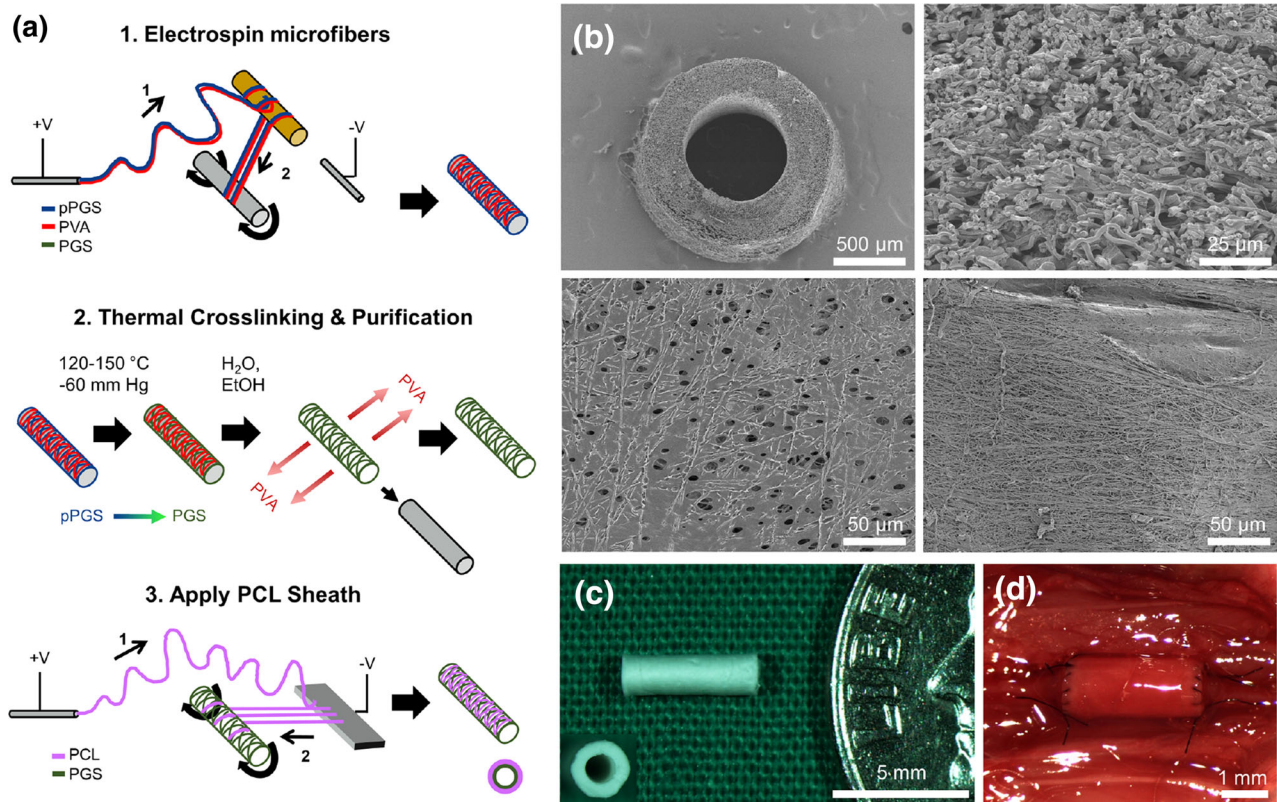 (a)
1. Electrospin microfibers
1
+V
-V
2
pPGS
PVA
PGS
2. Thermal Crosslinking & Purification
120-150 °C
-60 mm Hg
H₂O,
EtOH
PVA
PVA
pPGS
PGS
3. Apply PCL Sheath
1
+V
-V
2
PCL
PGS
(b)
500 µm
25 µm
50 µm
50 µm
(c)
5 mm
(d)
1 mm